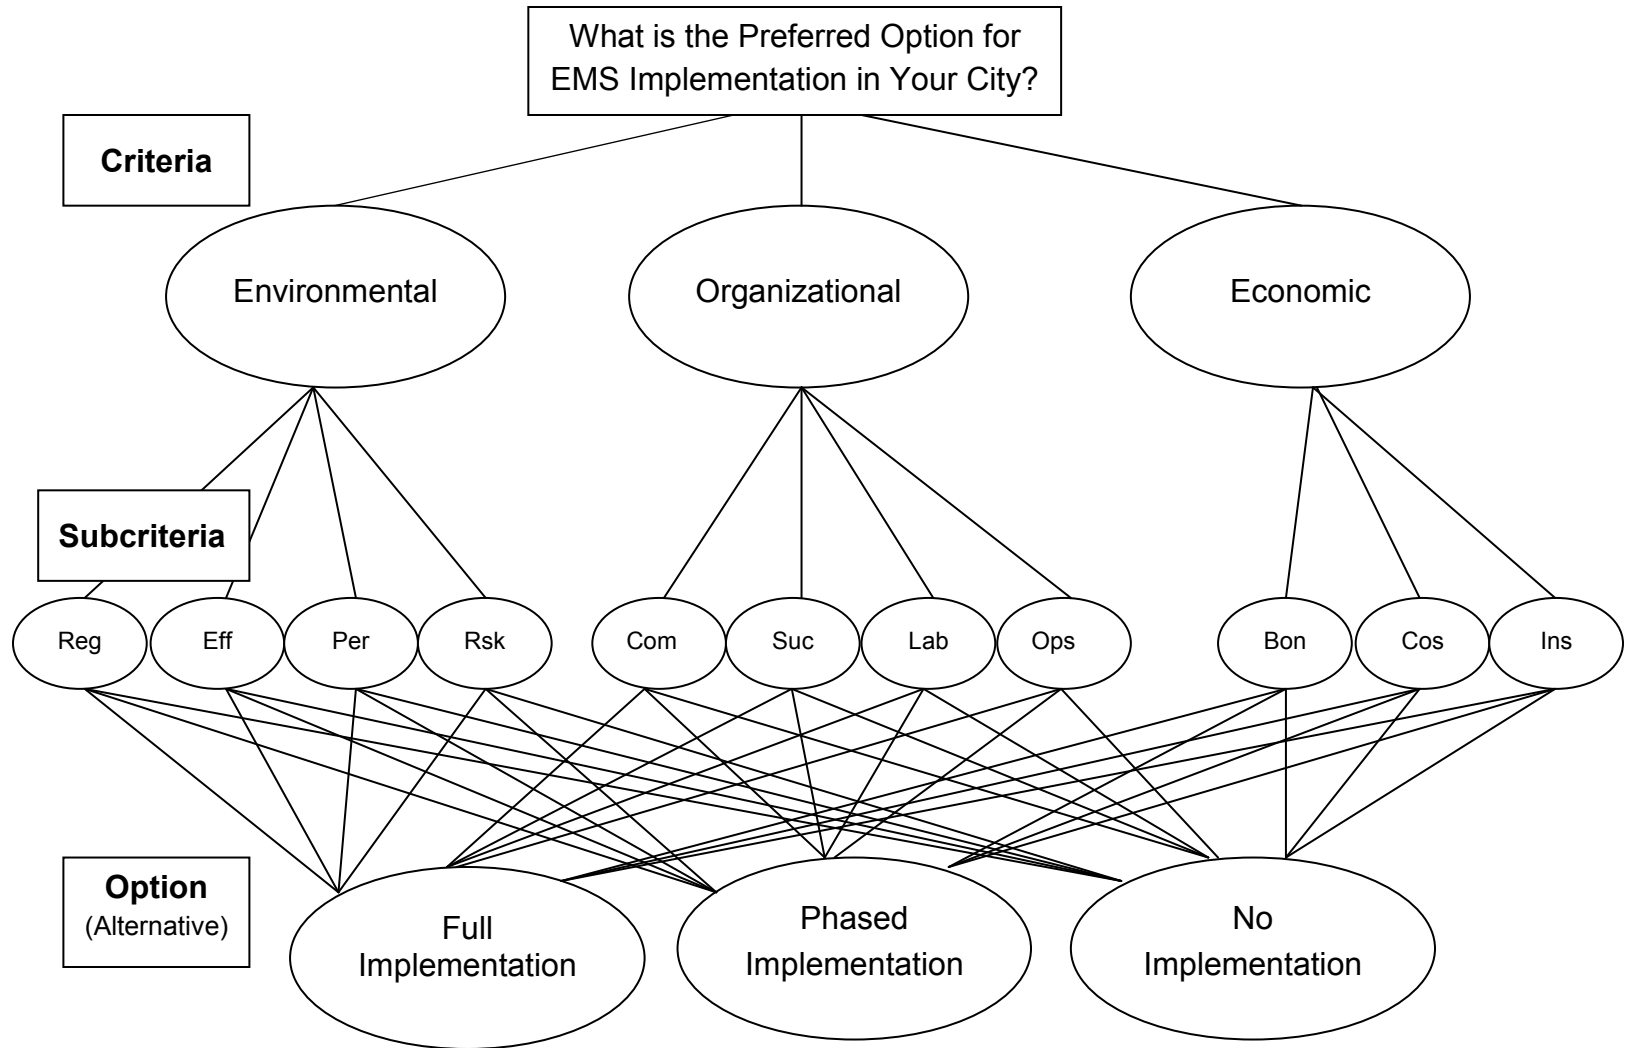 What is the Preferred Option for
EMS Implementation in Your City?
Criteria
Environmental
Organizational
Economic
Subcriteria
Reg
Eff
Per
Rsk
Com
Suc
Lab
Ops
Bon
Cos
Ins
Option
(Alternative)
Full
Implementation
Phased
Implementation
No
Implementation